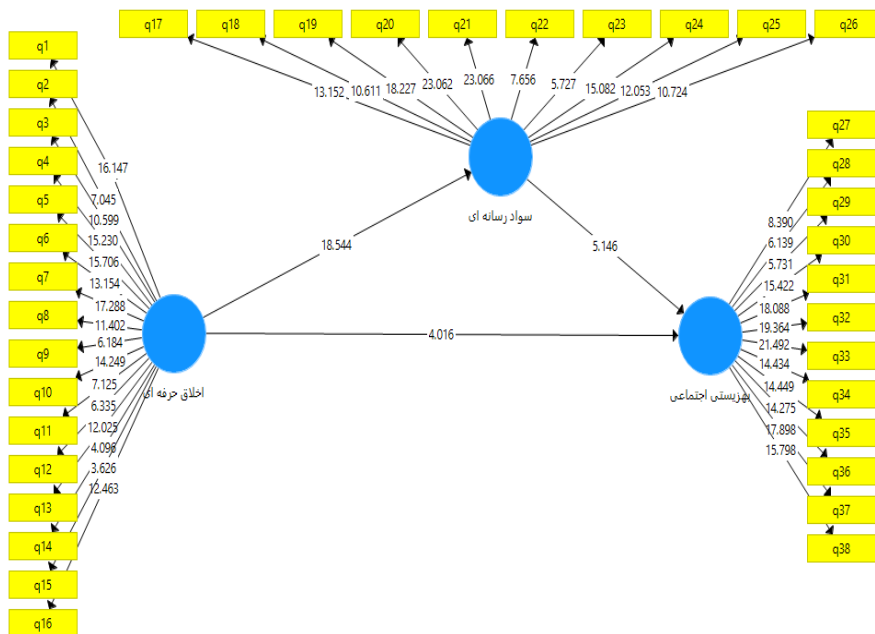 q17 q18 q19 q20 q21 q22 q23 q24 q25 q26
13.152 10.611 18.227 23.062 23.066 7.656 5.727 15.082 12.053 10.724
سواد رسانه ای
q1
q2
q3
q4
q5
q6
q7
q8
q9
q10
q11
q12
q13
q14
q15
q16
16.147
7.045
10.599
15.230
15.706
13.154
17.288
11.402
6.184
14.249
7.125
6.335
12.025
4.096
3.626
12.463
اخلاق حرفه ای
18.544
5.146
4.016
بهزیستی اجتماعی
8.390
6.139
5.731
15.422
18.088
19.364
21.492
14.434
14.449
14.275
17.898
15.798
q27
q28
q29
q30
q31
q32
q33
q34
q35
q36
q37
q38